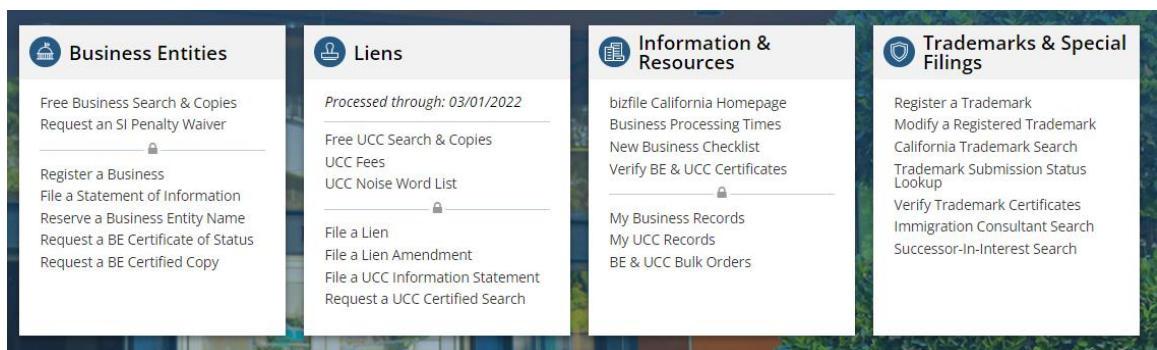 Business Entities
Free Business Search & Copies
Request an SI Penalty Waiver
Register a Business
File a Statement of Information
Reserve a Business Entity Name
Request a BE Certificate of Status
Request a BE Certified Copy
Liens
Processed through: 03/01/2022
Free UCC Search & Copies
UCC Fees
UCC Noise Word List
File a Lien
File a Lien Amendment
File a UCC Information Statement
Request a UCC Certified Search
Information &
Resources
bizfile California Homepage
Business Processing Times
New Business Checklist
Verify BE & UCC Certificates
My Business Records
My UCC Records
BE & UCC Bulk Orders
Trademarks & Special
Filings
Register a Trademark
Modify a Registered Trademark
California Trademark Search
Trademark Submission Status
Lookup
Verify Trademark Certificates
Immigration Consultant Search
Successor-In-Interest Search